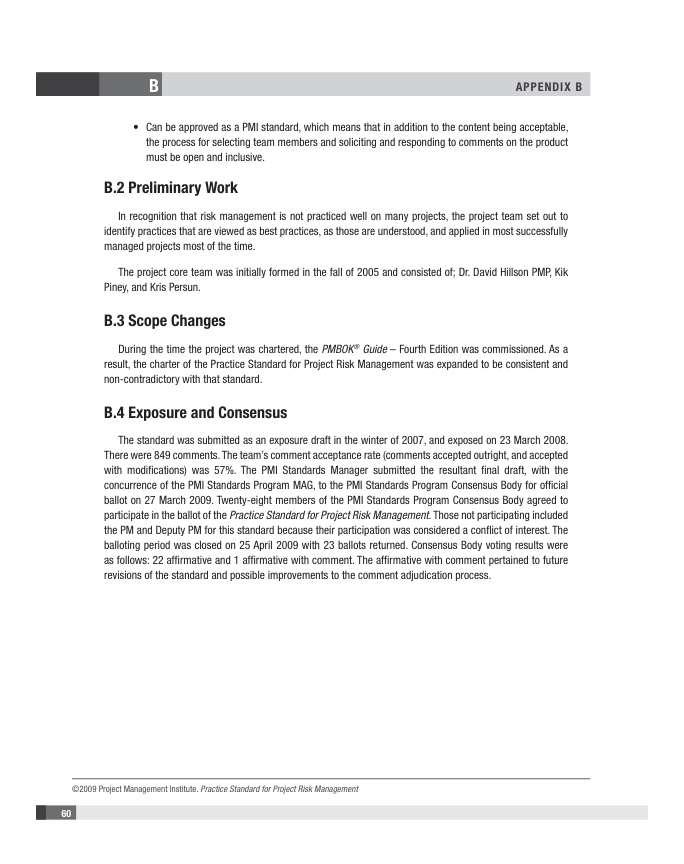 B
APPENDIX B
• Can be approved as a PMI standard, which means that in addition to the content being acceptable,
the process for selecting team members and soliciting and responding to comments on the product
must be open and inclusive.
B.2 Preliminary Work
In recognition that risk management is not practiced well on many projects, the project team set out to
identify practices that are viewed as best practices, as those are understood, and applied in most successfully
managed projects most of the time.
The project core team was initially formed in the fall of 2005 and consisted of; Dr. David Hillson PMP, Kik
Piney, and Kris Persun.
B.3 Scope Changes
During the time the project was chartered, the PMBOK® Guide – Fourth Edition was commissioned. As a
result, the charter of the Practice Standard for Project Risk Management was expanded to be consistent and
non-contradictory with that standard.
B.4 Exposure and Consensus
The standard was submitted as an exposure draft in the winter of 2007, and exposed on 23 March 2008.
There were 849 comments. The team's comment acceptance rate (comments accepted outright, and accepted
with modifications) was 57%. The PMI Standards Manager submitted the resultant final draft, with the
concurrence of the PMI Standards Program MAG, to the PMI Standards Program Consensus Body for official
ballot on 27 March 2009. Twenty-eight members of the PMI Standards Program Consensus Body agreed to
participate in the ballot of the Practice Standard for Project Risk Management. Those not participating included
the PM and Deputy PM for this standard because their participation was considered a conflict of interest. The
balloting period was closed on 25 April 2009 with 23 ballots returned. Consensus Body voting results were
as follows: 22 affirmative and 1 affirmative with comment. The affirmative with comment pertained to future
revisions of the standard and possible improvements to the comment adjudication process.
©2009 Project Management Institute. Practice Standard for Project Risk Management
60